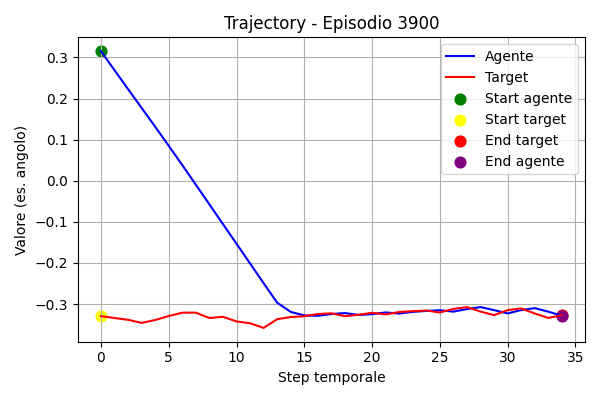 Trajectory - Episodio 3900
Valore (es. angolo)
0.3
0.2
0.1
0.0
−0.1
−0.2
−0.3
Agente
Target
Start agente
Start target
End target
End agente
0 5 10 15 20 25 30 35
Step temporale